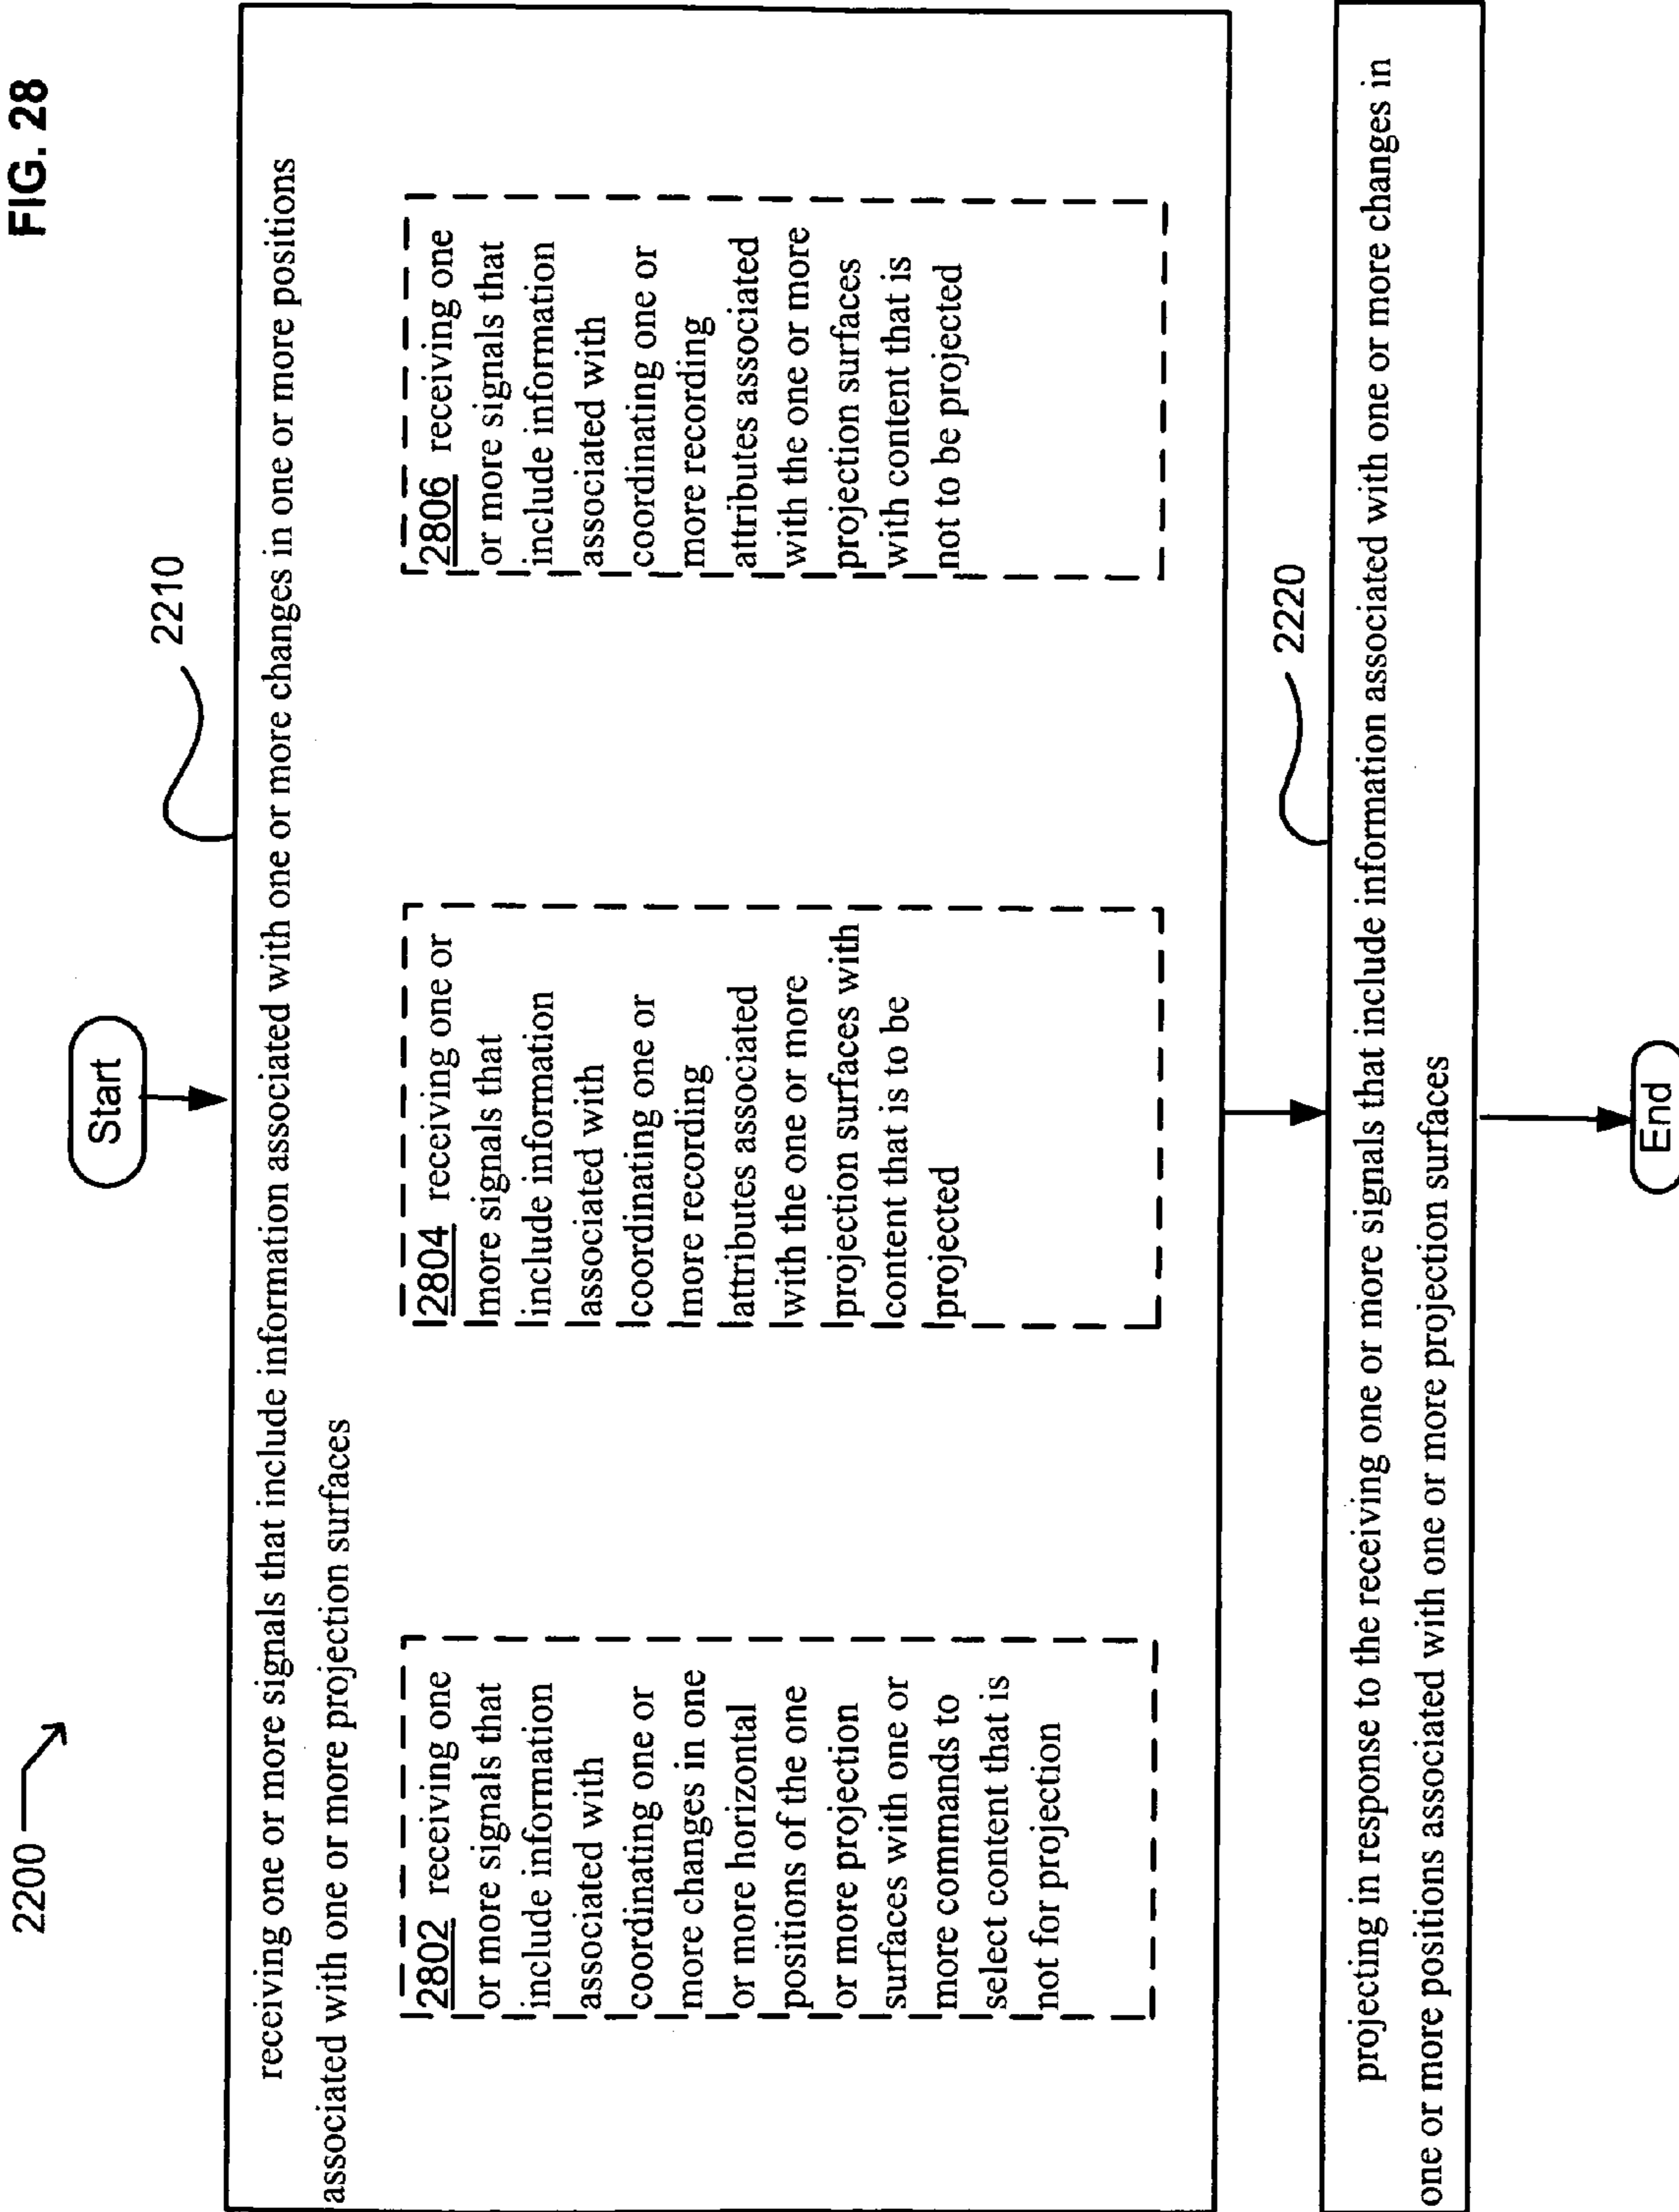 FIG. 28
2200
Start
2210
receiving one or more signals that include information associated with one or more changes in one or more positions
associated with one or more projection surfaces
2802 receiving one
or more signals that
include information
associated with
coordinating one or
more changes in one
or more horizontal
positions of the one
or more projection
surfaces with one or
more commands to
select content that is
not for projection
2804 receiving one or
more signals that
include information
associated with
coordinating one or
more recording
attributes associated
with the one or more
projection surfaces with
content that is to be
projected
2806 receiving one
or more signals that
include information
associated with
coordinating one or
more recording
attributes associated
with the one or more
projection surfaces
with content that is
not to be projected
2220
projecting in response to the receiving one or more signals that include information associated with one or more changes in
one or more positions associated with one or more projection surfaces
End